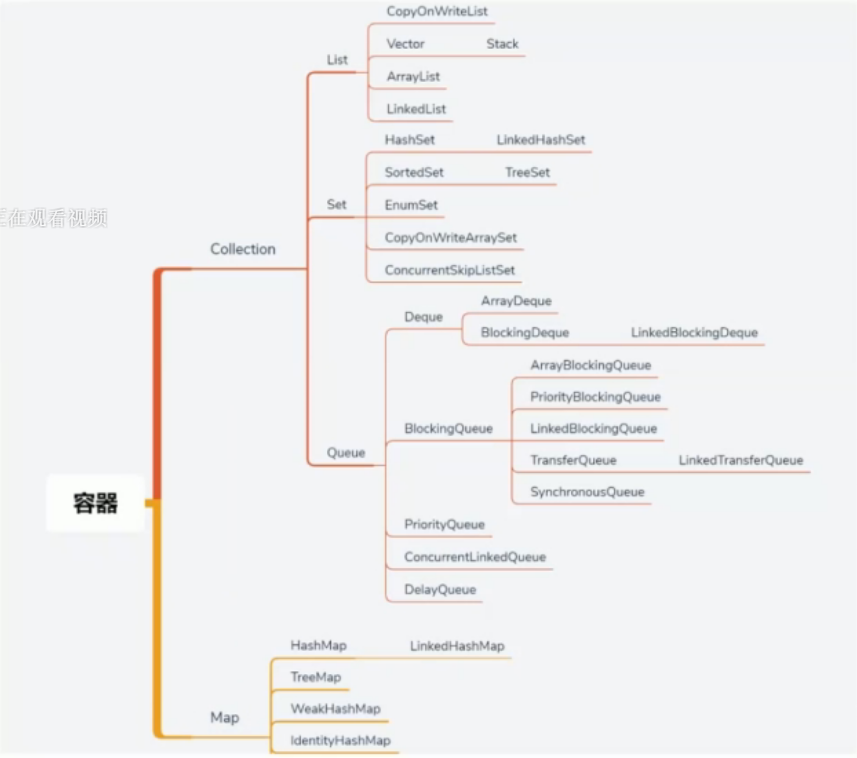 CopyOnWriteList
Vector Stack
List
ArrayList
LinkedList
HashSet LinkedHashSet
SortedSet TreeSet
Set EnumSet
在观看视频
CopyOnWriteArraySet
Collection
ConcurrentSkipListSet
ArrayDeque
Deque
BlockingDeque LinkedBlockingDeque
ArrayBlockingQueue
PriorityBlockingQueue
BlockingQueue LinkedBlockingQueue
Queue
TransferQueue LinkedTransferQueue
SynchronousQueue
容器
PriorityQueue
ConcurrentLinkedQueue
DelayQueue
HashMap LinkedHashMap
TreeMap
WeakHashMap
Map
IdentityHashMap